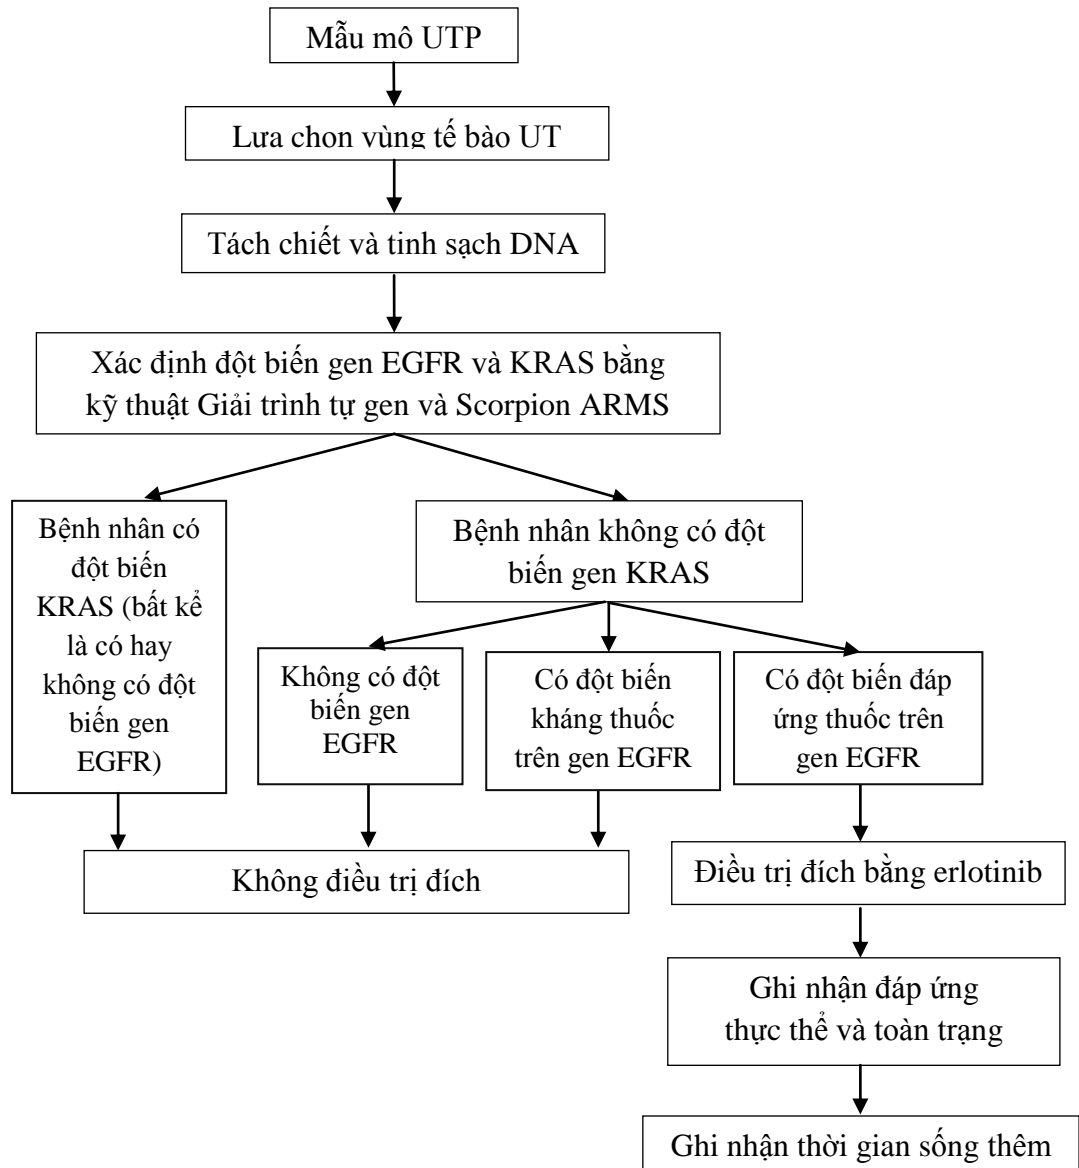 Mẫu mô UTP
Lưa chon vùng tế bào UT
Tách chiết và tinh sạch DNA
Xác định đột biến gen EGFR và KRAS bằng
kỹ thuật Giải trình tự gen và Scorpion ARMS
Bệnh nhân có
đột biến
KRAS (bất kể
là có hay
không có đột
biến gen
EGFR)
Bệnh nhân không có đột
biến gen KRAS
Không có đột
biến gen
EGFR
Có đột biến
kháng thuốc
trên gen EGFR
Có đột biến đáp
ứng thuốc trên
gen EGFR
Không điều trị đích
Điều trị đích bằng erlotinib
Ghi nhận đáp ứng
thực thể và toàn trạng
Ghi nhận thời gian sống thêm